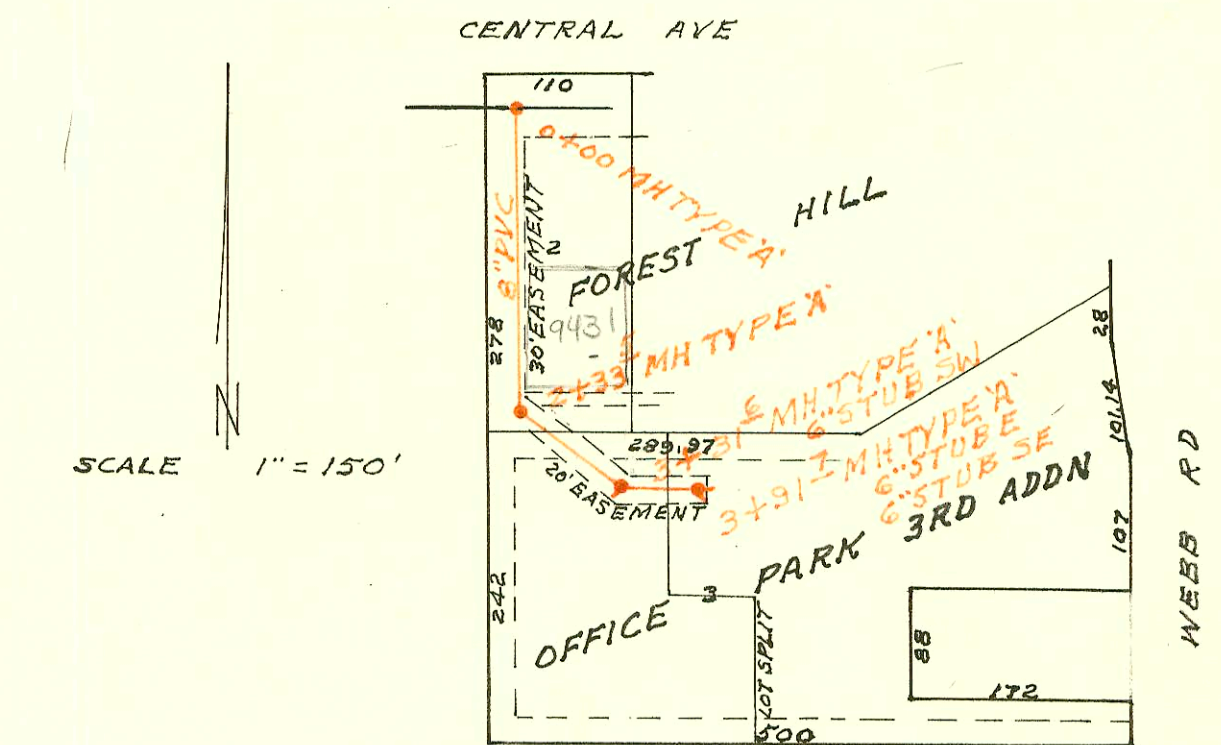 CENTRAL AVE
110
0+00 MH TYPE 'A'
8" PVC
30' EASEMENT
2
FOREST HILL
9431
278
5
2+33 MH TYPE 'A'
28
N
6
3+31 MH TYPE 'A'
6" STUB SW
101.14
SCALE 1" = 150'
289.97
7
3+91 MH TYPE 'A'
6" STUB E
6" STUB SE
20' EASEMENT
OFFICE PARK 3RD ADDN
107
WEBB RD
242
3
LOT SPLIT
88
172
500